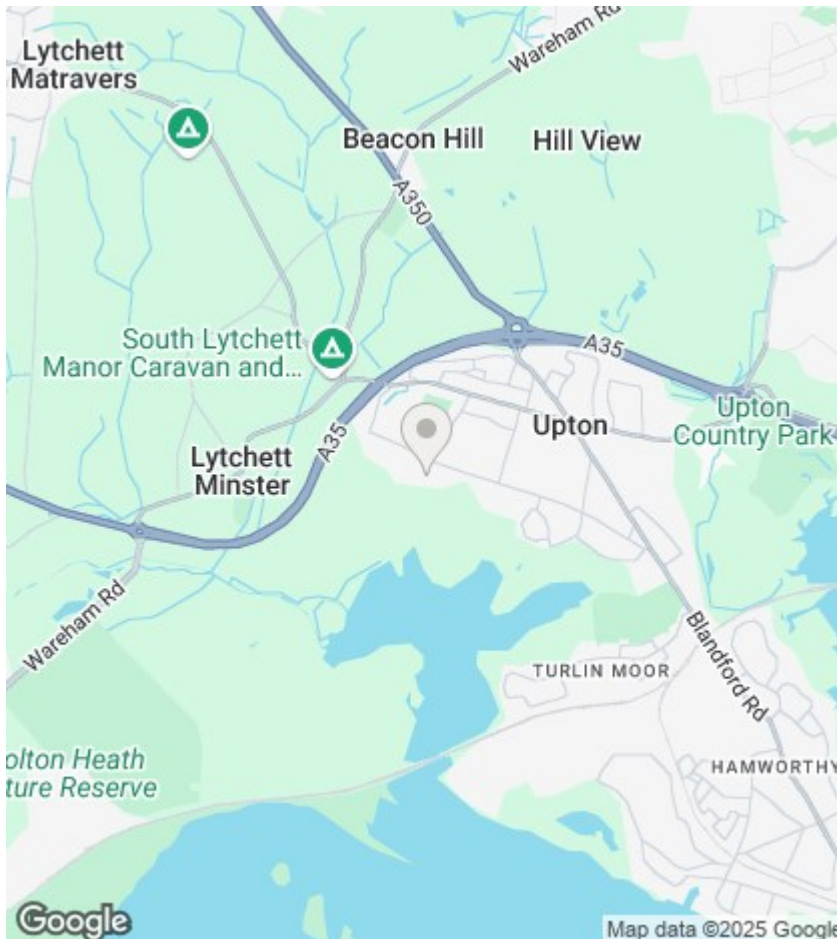 Lytchett
Matravers
Wareham Rd
Beacon Hill
Hill View
A350
South Lytchett
Manor Caravan and...
A35
Upton
Upton
Country Park
A35
Lytchett
Minster
Wareham Rd
Blandford Rd
TURLIN MOOR
HAMWORTHY
olton Heath
ture Reserve
Google
Map data ©2025 Google